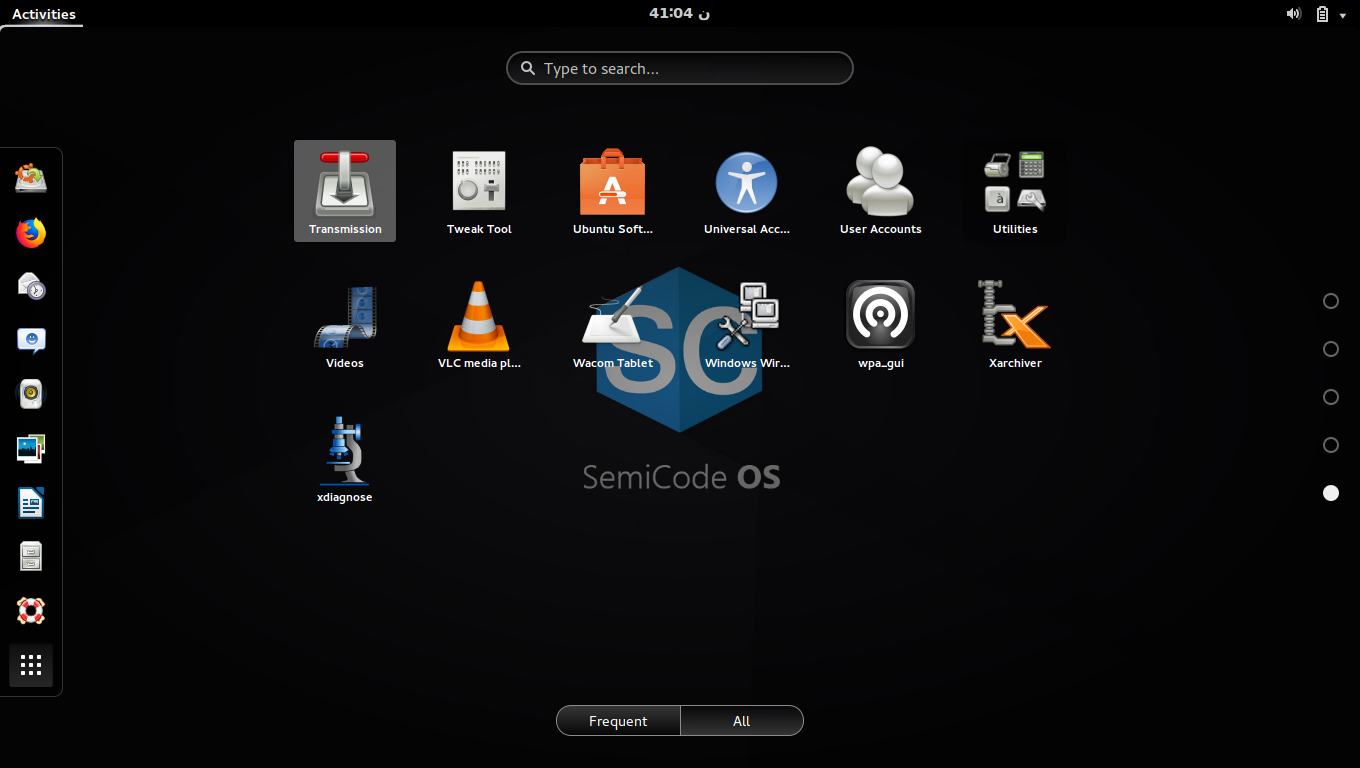 Activities
41:04 ن
Type to search...
Transmission
Tweak Tool
Ubuntu Soft...
Universal Acc...
User Accounts
Utilities
Videos
VLC media pl...
Wacom Tablet
Windows Wir...
wpa_gui
Xarchiver
SC
xdiagnose
SemiCode OS
Frequent
All